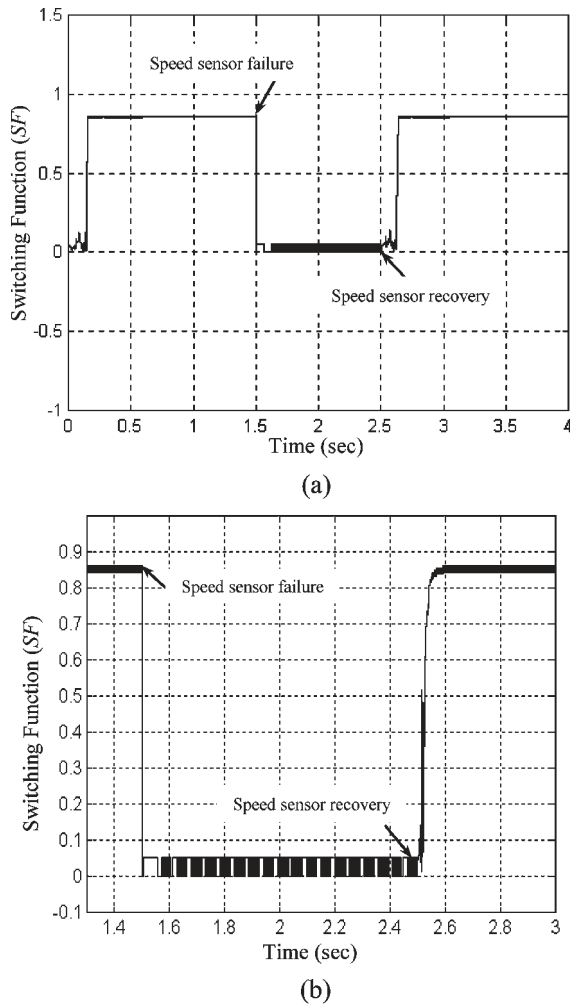 1.5
Speed sensor failure
1
0.5
0
Speed sensor recovery
-0.5
-1
Switching Function (SF)
0 0.5 1 1.5 2 2.5 3 3.5 4
Time (sec)
(a)
0.9
0.8
Speed sensor failure
0.7
0.6
0.5
0.4
0.3
0.2
Speed sensor recovery
0.1
0
-0.1
Switching Function (SF)
1.4 1.6 1.8 2 2.2 2.4 2.6 2.8 3
Time (sec)
(b)